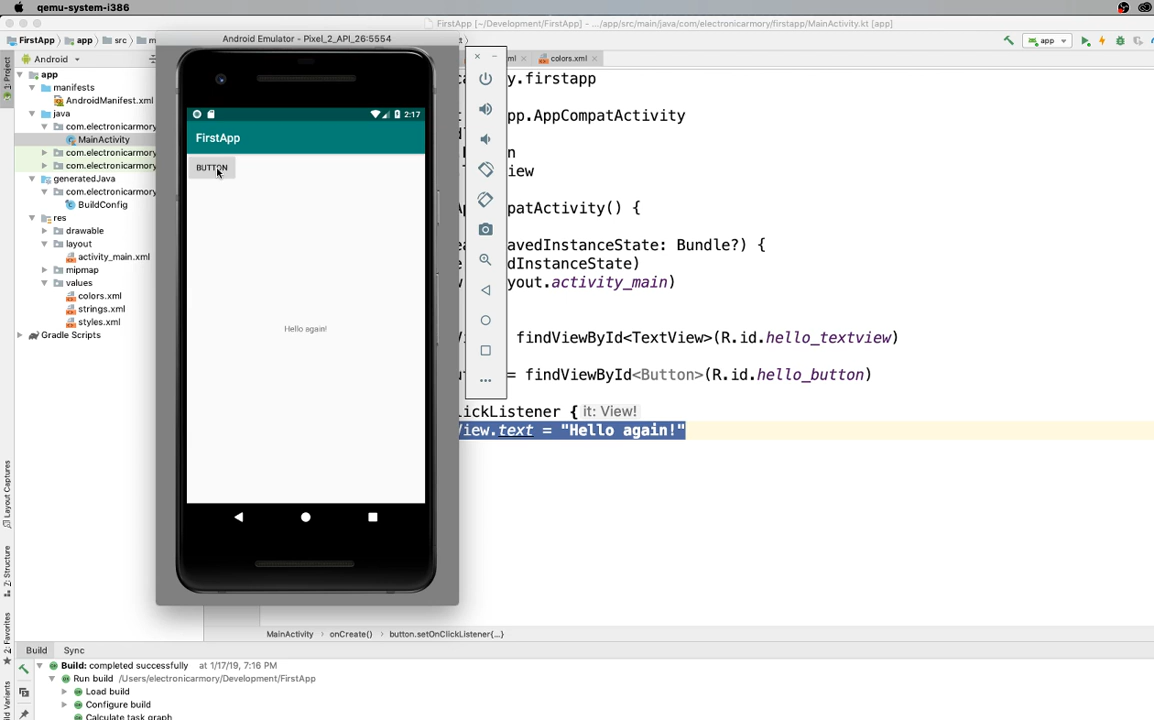 qemu-system-i386
FirstApp [~/Development/FirstApp] - .../app/src/main/java/com/electronicarmory/firstapp/MainActivity.kt [app]
FirstApp
app
src
m
Android Emulator - Pixel_2_API_26:5554
app
1: Project
Android
ml
colors.xml
app
manifests
AndroidManifest.xml
java
com.electronicarmory
MainActivity
com.electronicarmory
com.electronicarmory
generatedJava
com.electronicarmory
BuildConfig
res
drawable
layout
activity_main.xml
mipmap
values
colors.xml
strings.xml
styles.xml
Gradle Scripts
2:17
FirstApp
BUTTON
Hello again!
y.firstapp
pp.AppCompatActivity
n
iew
patActivity() {
avedInstanceState: Bundle?) {
dInstanceState)
yout.activity_main)
findViewById<TextView>(R.id.hello_textview)
= findViewById<Button>(R.id.hello_button)
ickListener { it: View!
iew.text = "Hello again!"
Layout Captures
7: Structure
2: Favorites
Build Variants
MainActivity › onCreate() › button.setOnClickListener{...}
Build Sync
Build: completed successfully at 1/17/19, 7:16 PM
Run build /Users/electronicarmory/Development/FirstApp
Load build
Configure build
Calculate task graph